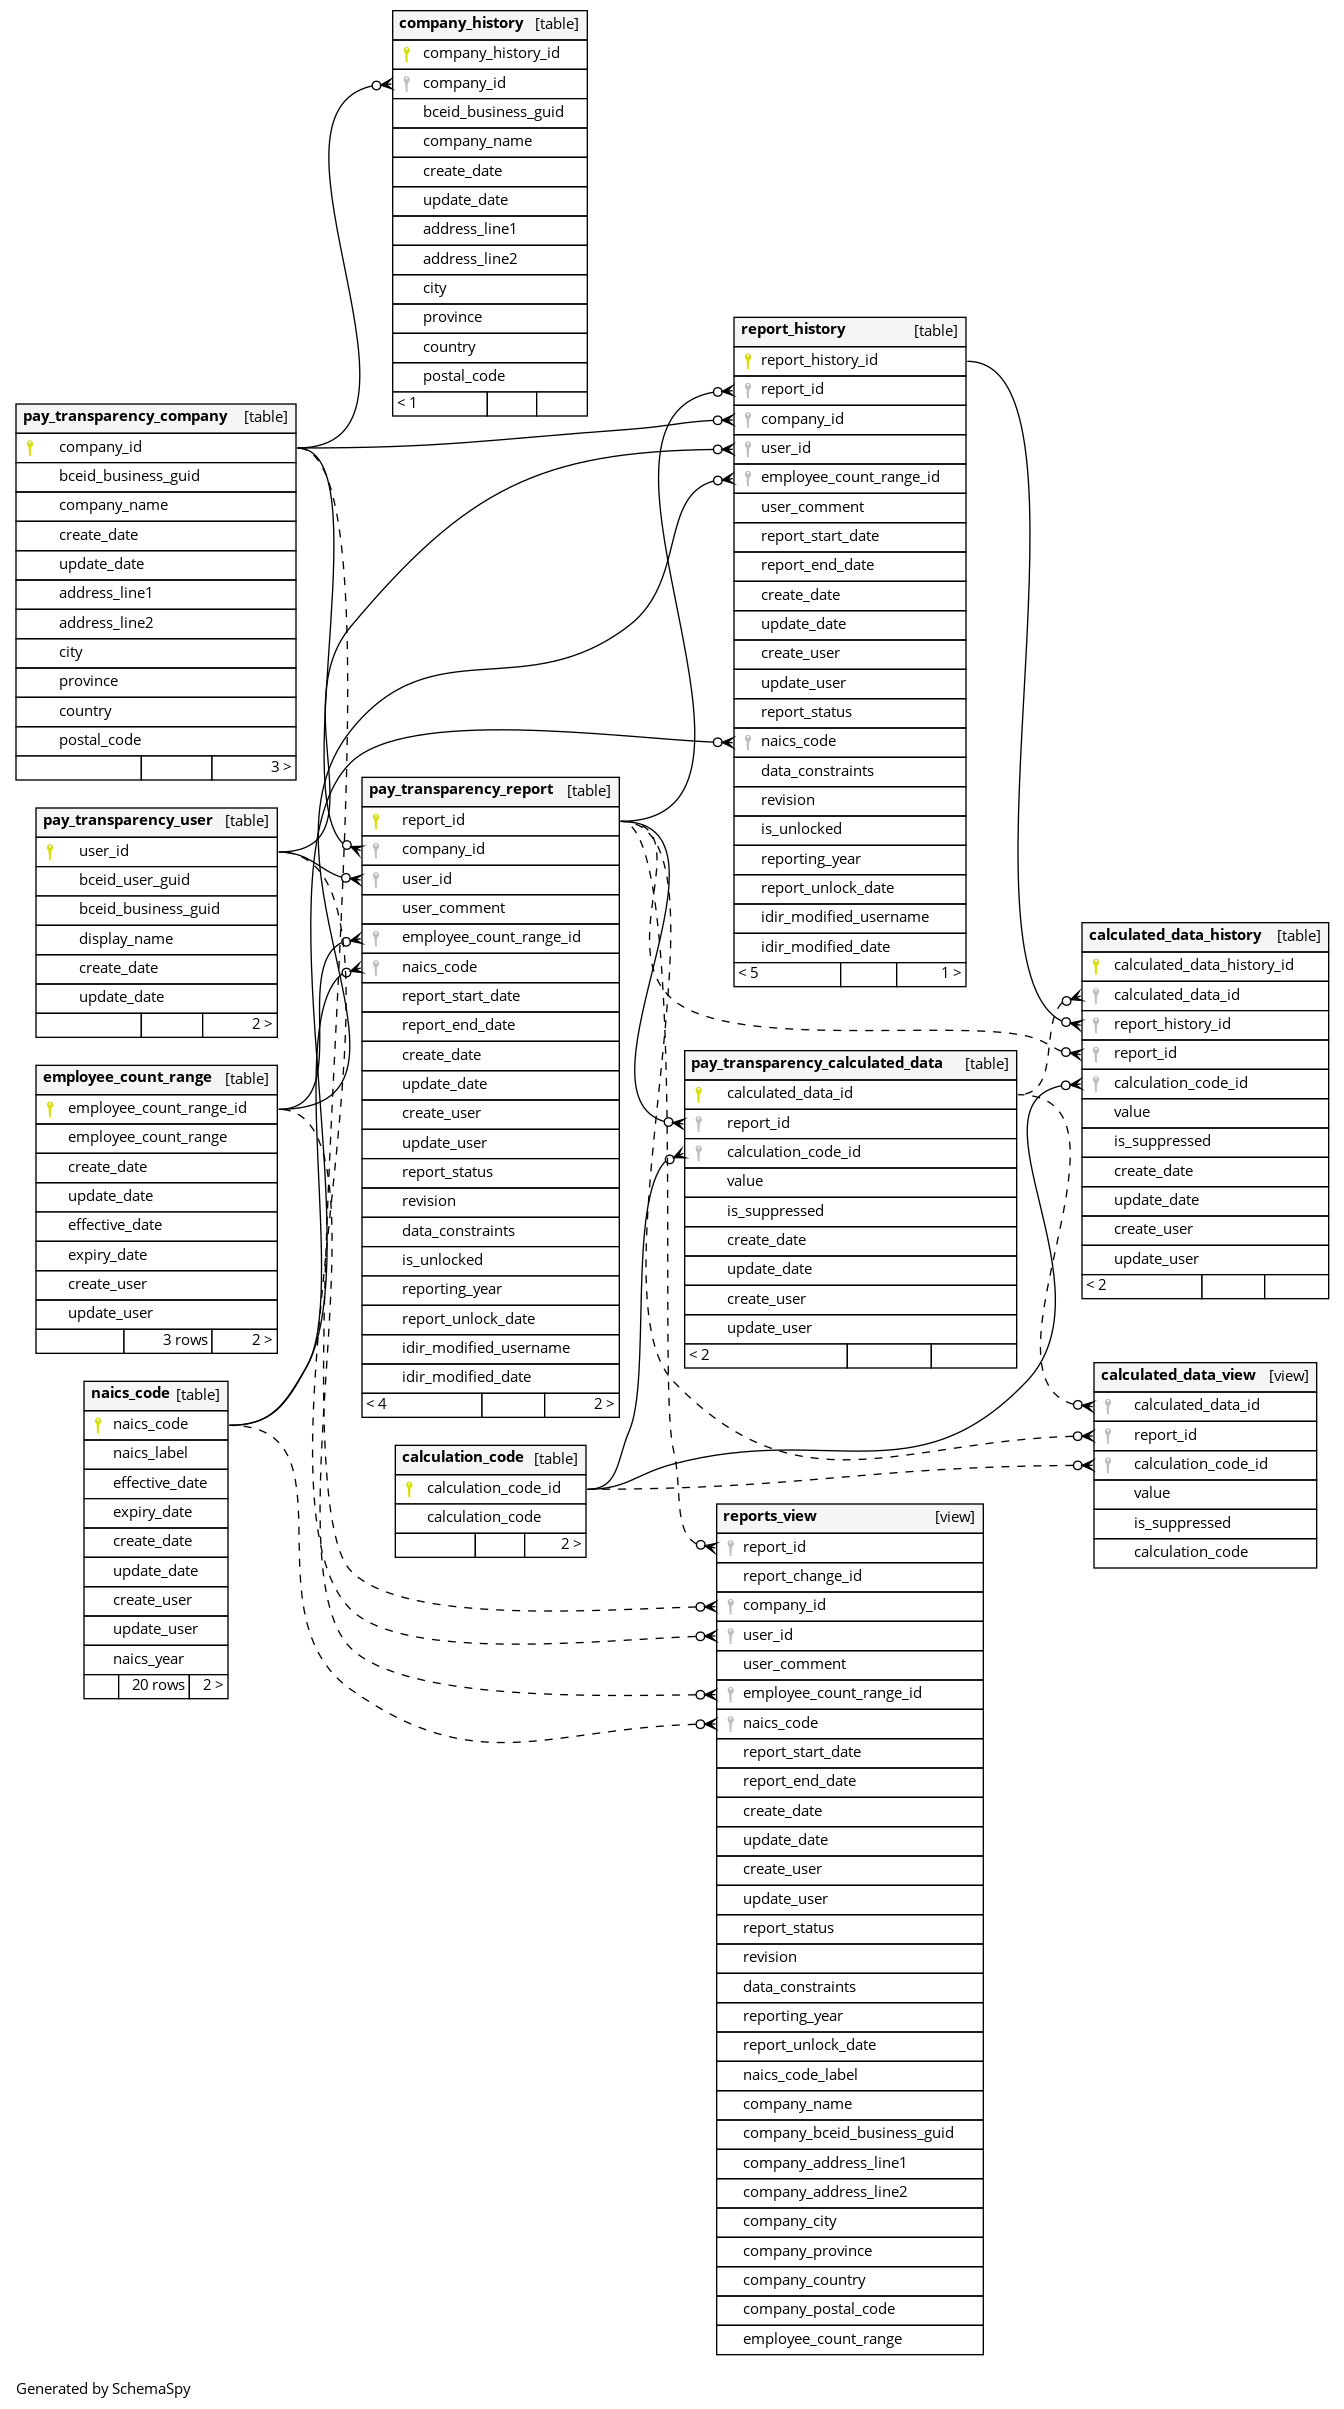 company_history [table]
company_history_id
company_id
bceid_business_guid
company_name
create_date
update_date
address_line1
address_line2
city
province
country
postal_code
< 1
report_history [table]
report_history_id
report_id
company_id
user_id
employee_count_range_id
user_comment
report_start_date
report_end_date
create_date
update_date
create_user
update_user
report_status
naics_code
data_constraints
revision
is_unlocked
reporting_year
report_unlock_date
idir_modified_username
idir_modified_date
< 5 1 >
pay_transparency_company [table]
company_id
bceid_business_guid
company_name
create_date
update_date
address_line1
address_line2
city
province
country
postal_code
3 >
pay_transparency_user [table]
user_id
bceid_user_guid
bceid_business_guid
display_name
create_date
update_date
2 >
pay_transparency_report [table]
report_id
company_id
user_id
user_comment
employee_count_range_id
naics_code
report_start_date
report_end_date
create_date
update_date
create_user
update_user
report_status
revision
data_constraints
is_unlocked
reporting_year
report_unlock_date
idir_modified_username
idir_modified_date
< 4 2 >
calculated_data_history [table]
calculated_data_history_id
calculated_data_id
report_history_id
report_id
calculation_code_id
value
is_suppressed
create_date
update_date
create_user
update_user
< 2
pay_transparency_calculated_data [table]
calculated_data_id
report_id
calculation_code_id
value
is_suppressed
create_date
update_date
create_user
update_user
< 2
employee_count_range [table]
employee_count_range_id
employee_count_range
create_date
update_date
effective_date
expiry_date
create_user
update_user
3 rows 2 >
naics_code [table]
naics_code
naics_label
effective_date
expiry_date
create_date
update_date
create_user
update_user
naics_year
20 rows 2 >
calculation_code [table]
calculation_code_id
calculation_code
2 >
calculated_data_view [view]
calculated_data_id
report_id
calculation_code_id
value
is_suppressed
calculation_code
reports_view [view]
report_id
report_change_id
company_id
user_id
user_comment
employee_count_range_id
naics_code
report_start_date
report_end_date
create_date
update_date
create_user
update_user
report_status
revision
data_constraints
reporting_year
report_unlock_date
naics_code_label
company_name
company_bceid_business_guid
company_address_line1
company_address_line2
company_city
company_province
company_country
company_postal_code
employee_count_range
Generated by SchemaSpy